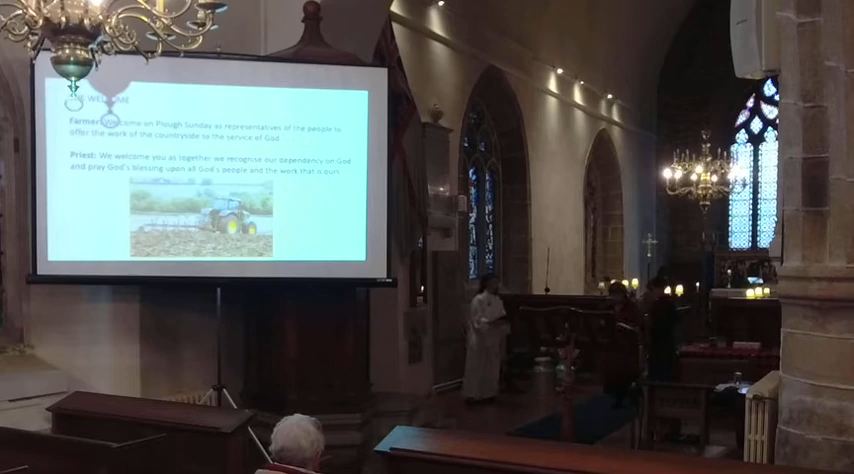 THE WELCOME
Farmer: Welcome on Plough Sunday as representatives of the people to
offer the work of the countryside to the service of God
Priest: We welcome you as together we recognise our dependency on God
and pray God's blessing upon all God's people and the work that is ours